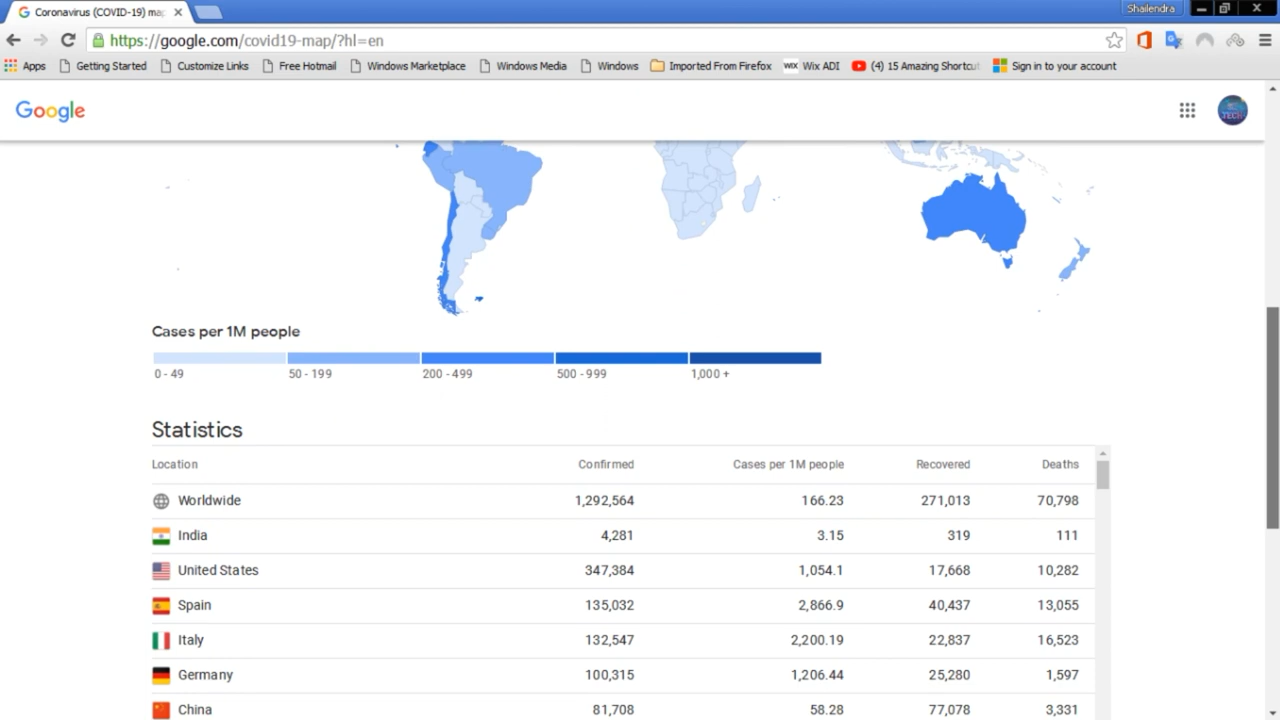 Coronavirus (COVID-19) map
Shailendra
https://google.com/covid19-map/?hl=en
Apps Getting Started Customize Links Free Hotmail Windows Marketplace Windows Media Windows Imported From Firefox WIX Wix ADI (4) 15 Amazing Shortcut Sign in to your account
Google
TECH
Cases per 1M people
0 - 49 50 - 199 200 - 499 500 - 999 1,000 +
Statistics
Location Confirmed Cases per 1M people Recovered Deaths
Worldwide 1,292,564 166.23 271,013 70,798
India 4,281 3.15 319 111
United States 347,384 1,054.1 17,668 10,282
Spain 135,032 2,866.9 40,437 13,055
Italy 132,547 2,200.19 22,837 16,523
Germany 100,315 1,206.44 25,280 1,597
China 81,708 58.28 77,078 3,331